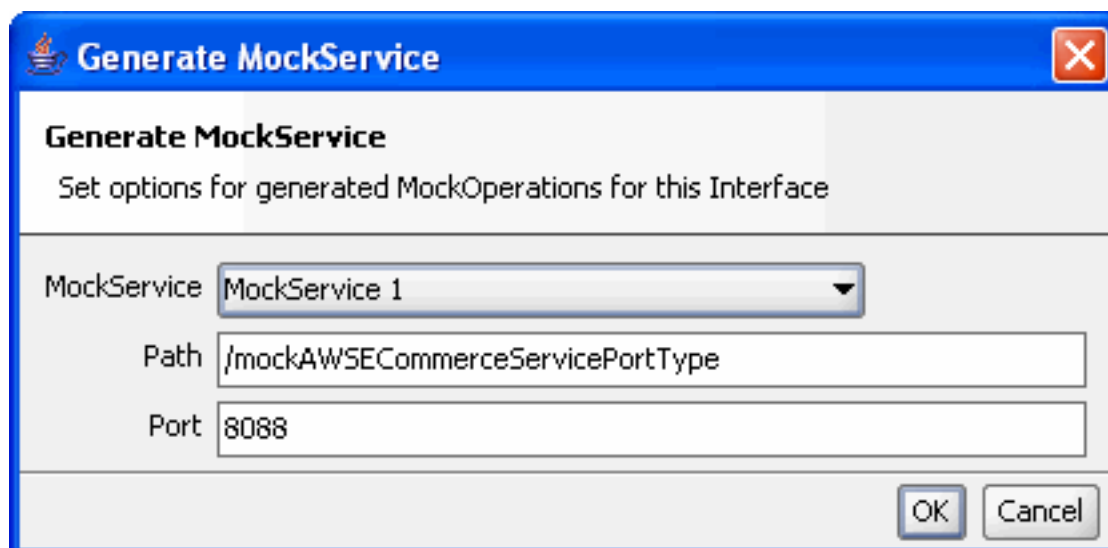 Generate MockService
Generate MockService
Set options for generated MockOperations for this Interface
MockService MockService 1
Path /mockAWSECommerceServicePortType
Port 8088
OK Cancel